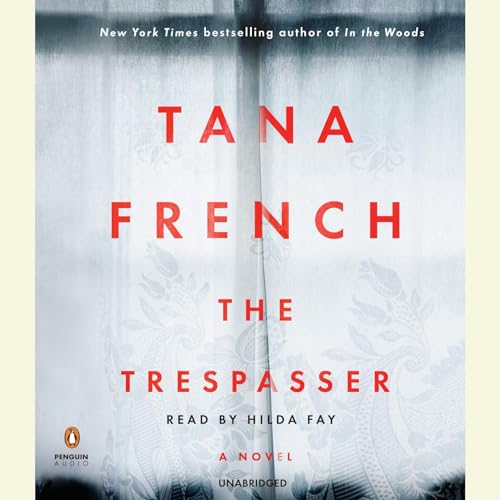 New York Times bestselling author of In the Woods
TANA
FRENCH
THE
TRESPASSER
READ BY HILDA FAY
PENGUIN
AUDIO
A NOVEL
UNABRIDGED